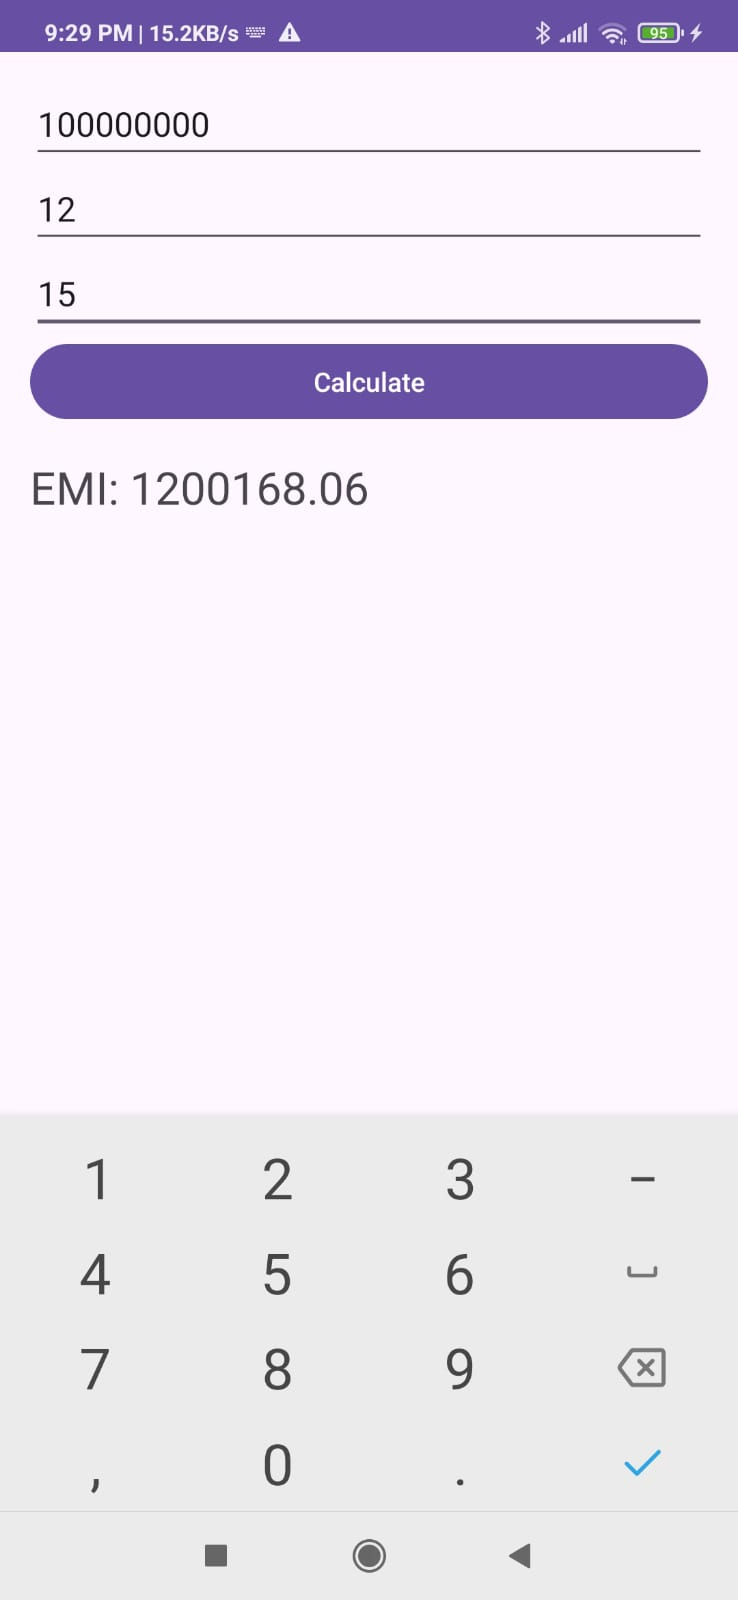 9:29 PM | 15.2KB/s 95
100000000
12
15
Calculate
EMI: 1200168.06
1 2 3 –
4 5 6
7 8 9
, 0 .